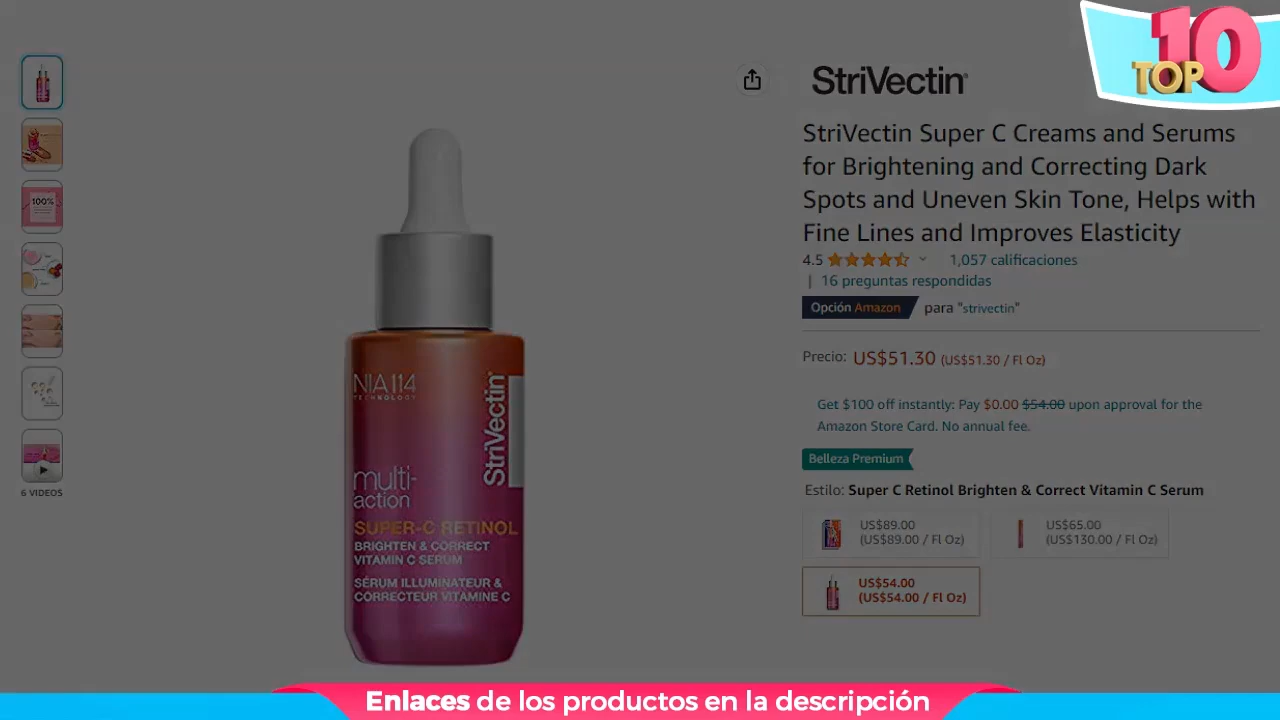 TOP 10
StriVectin
StriVectin Super C Creams and Serums
for Brightening and Correcting Dark
Spots and Uneven Skin Tone, Helps with
Fine Lines and Improves Elasticity
4.5
1,057 calificaciones
| 16 preguntas respondidas
Opción Amazon para "strivectin"
Precio: US$51.30 (US$51.30 / Fl Oz)
Get $100 off instantly: Pay $0.00 $54.00 upon approval for the
Amazon Store Card. No annual fee.
Belleza Premium
Estilo: Super C Retinol Brighten & Correct Vitamin C Serum
US$89.00
(US$89.00 / Fl Oz)
US$65.00
(US$130.00 / Fl Oz)
US$54.00
(US$54.00 / Fl Oz)
100%
6 VIDEOS
NIA114
TECHNOLOGY
StriVectin
multi-
action
SUPER-C RETINOL
BRIGHTEN & CORRECT
VITAMIN C SERUM
SÉRUM ILLUMINATEUR &
CORRECTEUR VITAMINE C
Enlaces de los productos en la descripción